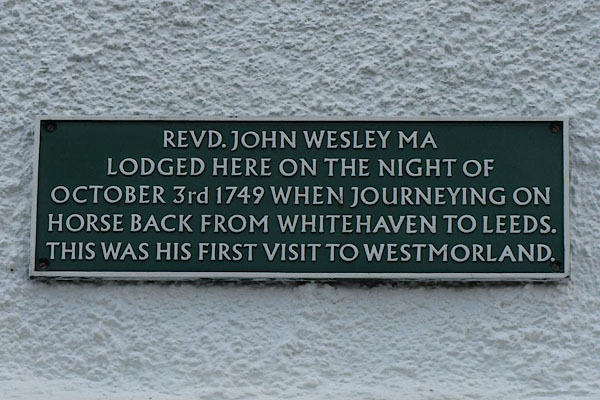 REVD. JOHN WESLEY MA
LODGED HERE ON THE NIGHT OF
OCTOBER 3rd 1749 WHEN JOURNEYING ON
HORSE BACK FROM WHITEHAVEN TO LEEDS.
THIS WAS HIS FIRST VISIT TO WESTMORLAND.